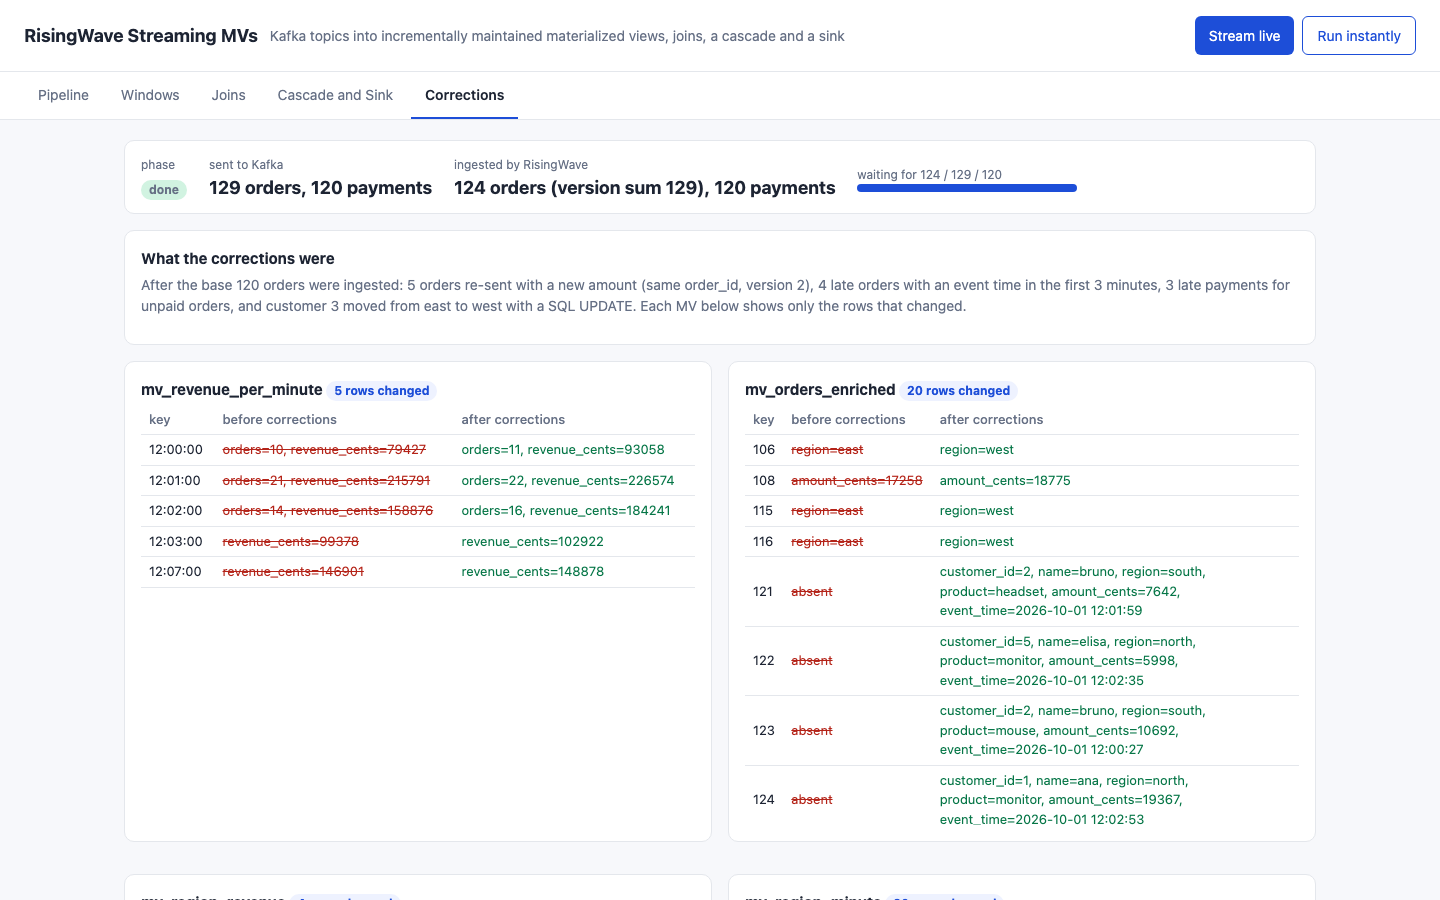 RisingWave Streaming MVs Kafka topics into incrementally maintained materialized views, joins, a cascade and a sink
Stream live
Run instantly
Pipeline Windows Joins Cascade and Sink Corrections
phase
done
sent to Kafka
129 orders, 120 payments
ingested by RisingWave
124 orders (version sum 129), 120 payments
waiting for 124 / 129 / 120
What the corrections were
After the base 120 orders were ingested: 5 orders re-sent with a new amount (same order_id, version 2), 4 late orders with an event time in the first 3 minutes, 3 late payments for
unpaid orders, and customer 3 moved from east to west with a SQL UPDATE. Each MV below shows only the rows that changed.
mv_revenue_per_minute 5 rows changed
key before corrections after corrections
12:00:00 orders=10, revenue_cents=79427 orders=11, revenue_cents=93058
12:01:00 orders=21, revenue_cents=215791 orders=22, revenue_cents=226574
12:02:00 orders=14, revenue_cents=158876 orders=16, revenue_cents=184241
12:03:00 revenue_cents=99378 revenue_cents=102922
12:07:00 revenue_cents=146901 revenue_cents=148878
mv_orders_enriched 20 rows changed
key before corrections after corrections
106 region=east region=west
108 amount_cents=17258 amount_cents=18775
115 region=east region=west
116 region=east region=west
121 absent customer_id=2, name=bruno, region=south,
product=headset, amount_cents=7642,
event_time=2026-10-01 12:01:59
122 absent customer_id=5, name=elisa, region=north,
product=monitor, amount_cents=5998,
event_time=2026-10-01 12:02:35
123 absent customer_id=2, name=bruno, region=south,
product=mouse, amount_cents=10692,
event_time=2026-10-01 12:00:27
124 absent customer_id=1, name=ana, region=north,
product=monitor, amount_cents=19367,
event_time=2026-10-01 12:02:53